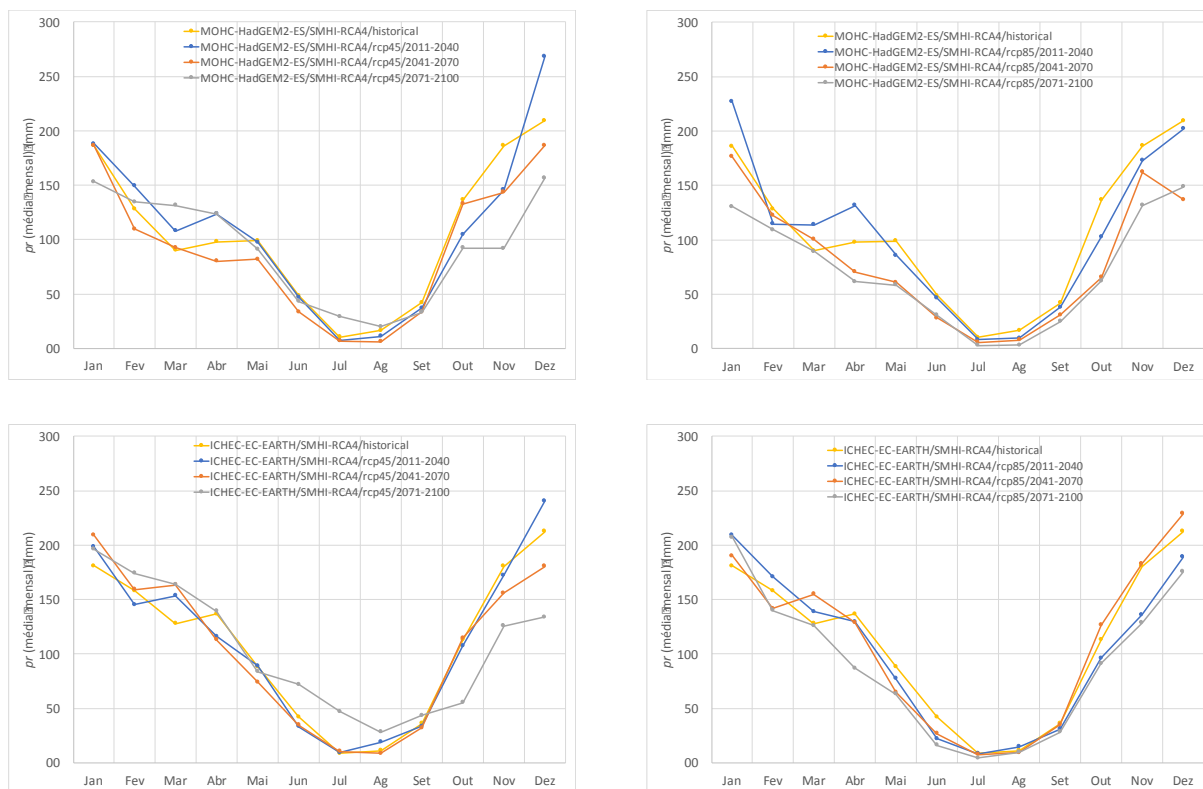 300
250
200
150
100
50
00
pr (média mensal) (mm)
MOHC-HadGEM2-ES/SMHI-RCA4/historical
MOHC-HadGEM2-ES/SMHI-RCA4/rcp45/2011-2040
MOHC-HadGEM2-ES/SMHI-RCA4/rcp45/2041-2070
MOHC-HadGEM2-ES/SMHI-RCA4/rcp45/2071-2100
Jan Fev Mar Abr Mai Jun Jul Ag Set Out Nov Dez
300
250
200
150
100
50
0
pr (média mensal) (mm)
MOHC-HadGEM2-ES/SMHI-RCA4/historical
MOHC-HadGEM2-ES/SMHI-RCA4/rcp85/2011-2040
MOHC-HadGEM2-ES/SMHI-RCA4/rcp85/2041-2070
MOHC-HadGEM2-ES/SMHI-RCA4/rcp85/2071-2100
Jan Fev Mar Abr Mai Jun Jul Ag Set Out Nov Dez
300
250
200
150
100
50
00
pr (média mensal) (mm)
ICHEC-EC-EARTH/SMHI-RCA4/historical
ICHEC-EC-EARTH/SMHI-RCA4/rcp45/2011-2040
ICHEC-EC-EARTH/SMHI-RCA4/rcp45/2041-2070
ICHEC-EC-EARTH/SMHI-RCA4/rcp45/2071-2100
Jan Fev Mar Abr Mai Jun Jul Ag Set Out Nov Dez
300
250
200
150
100
50
00
pr (média mensal) (mm)
ICHEC-EC-EARTH/SMHI-RCA4/historical
ICHEC-EC-EARTH/SMHI-RCA4/rcp85/2011-2040
ICHEC-EC-EARTH/SMHI-RCA4/rcp85/2041-2070
ICHEC-EC-EARTH/SMHI-RCA4/rcp85/2071-2100
Jan Fev Mar Abr Mai Jun Jul Ag Set Out Nov Dez